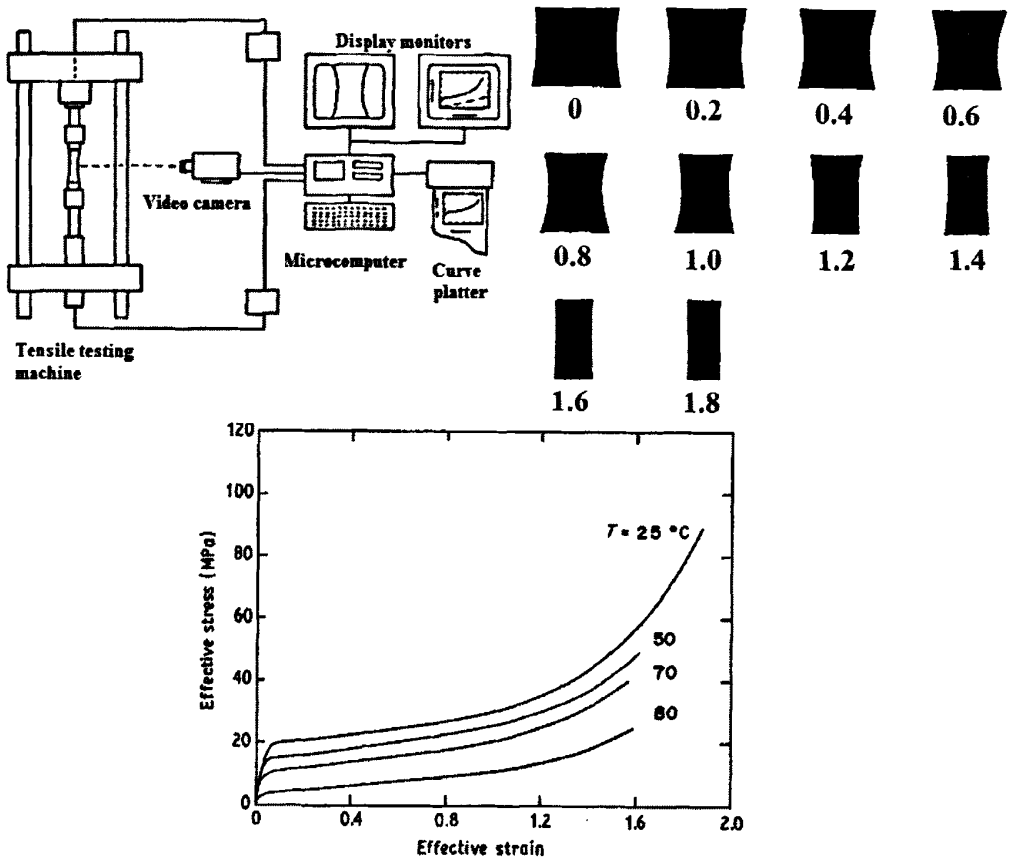 Display monitors
Video camera
Microcomputer
Curve
platter
Tensile testing
machine
0 0.2 0.4 0.6
0.8 1.0 1.2 1.4
1.6 1.8
120
100
80
60
40
20
0
Effective stress (MPa)
T = 25 °C
50
70
80
0 0.4 0.8 1.2 1.6 2.0
Effective strain